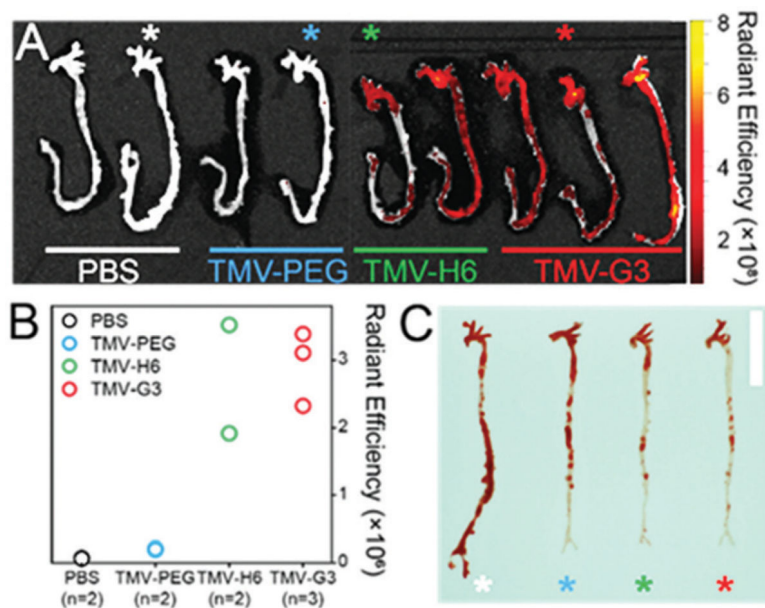 A
* * * *
8
6
4
2
Radiant Efficiency (×10⁸)
PBS TMV-PEG TMV-H6 TMV-G3
B
PBS
TMV-PEG
TMV-H6
TMV-G3
3
2
1
0
Radiant Efficiency (×10⁶)
PBS TMV-PEG TMV-H6 TMV-G3
(n=2) (n=2) (n=2) (n=3)
C
* * * *